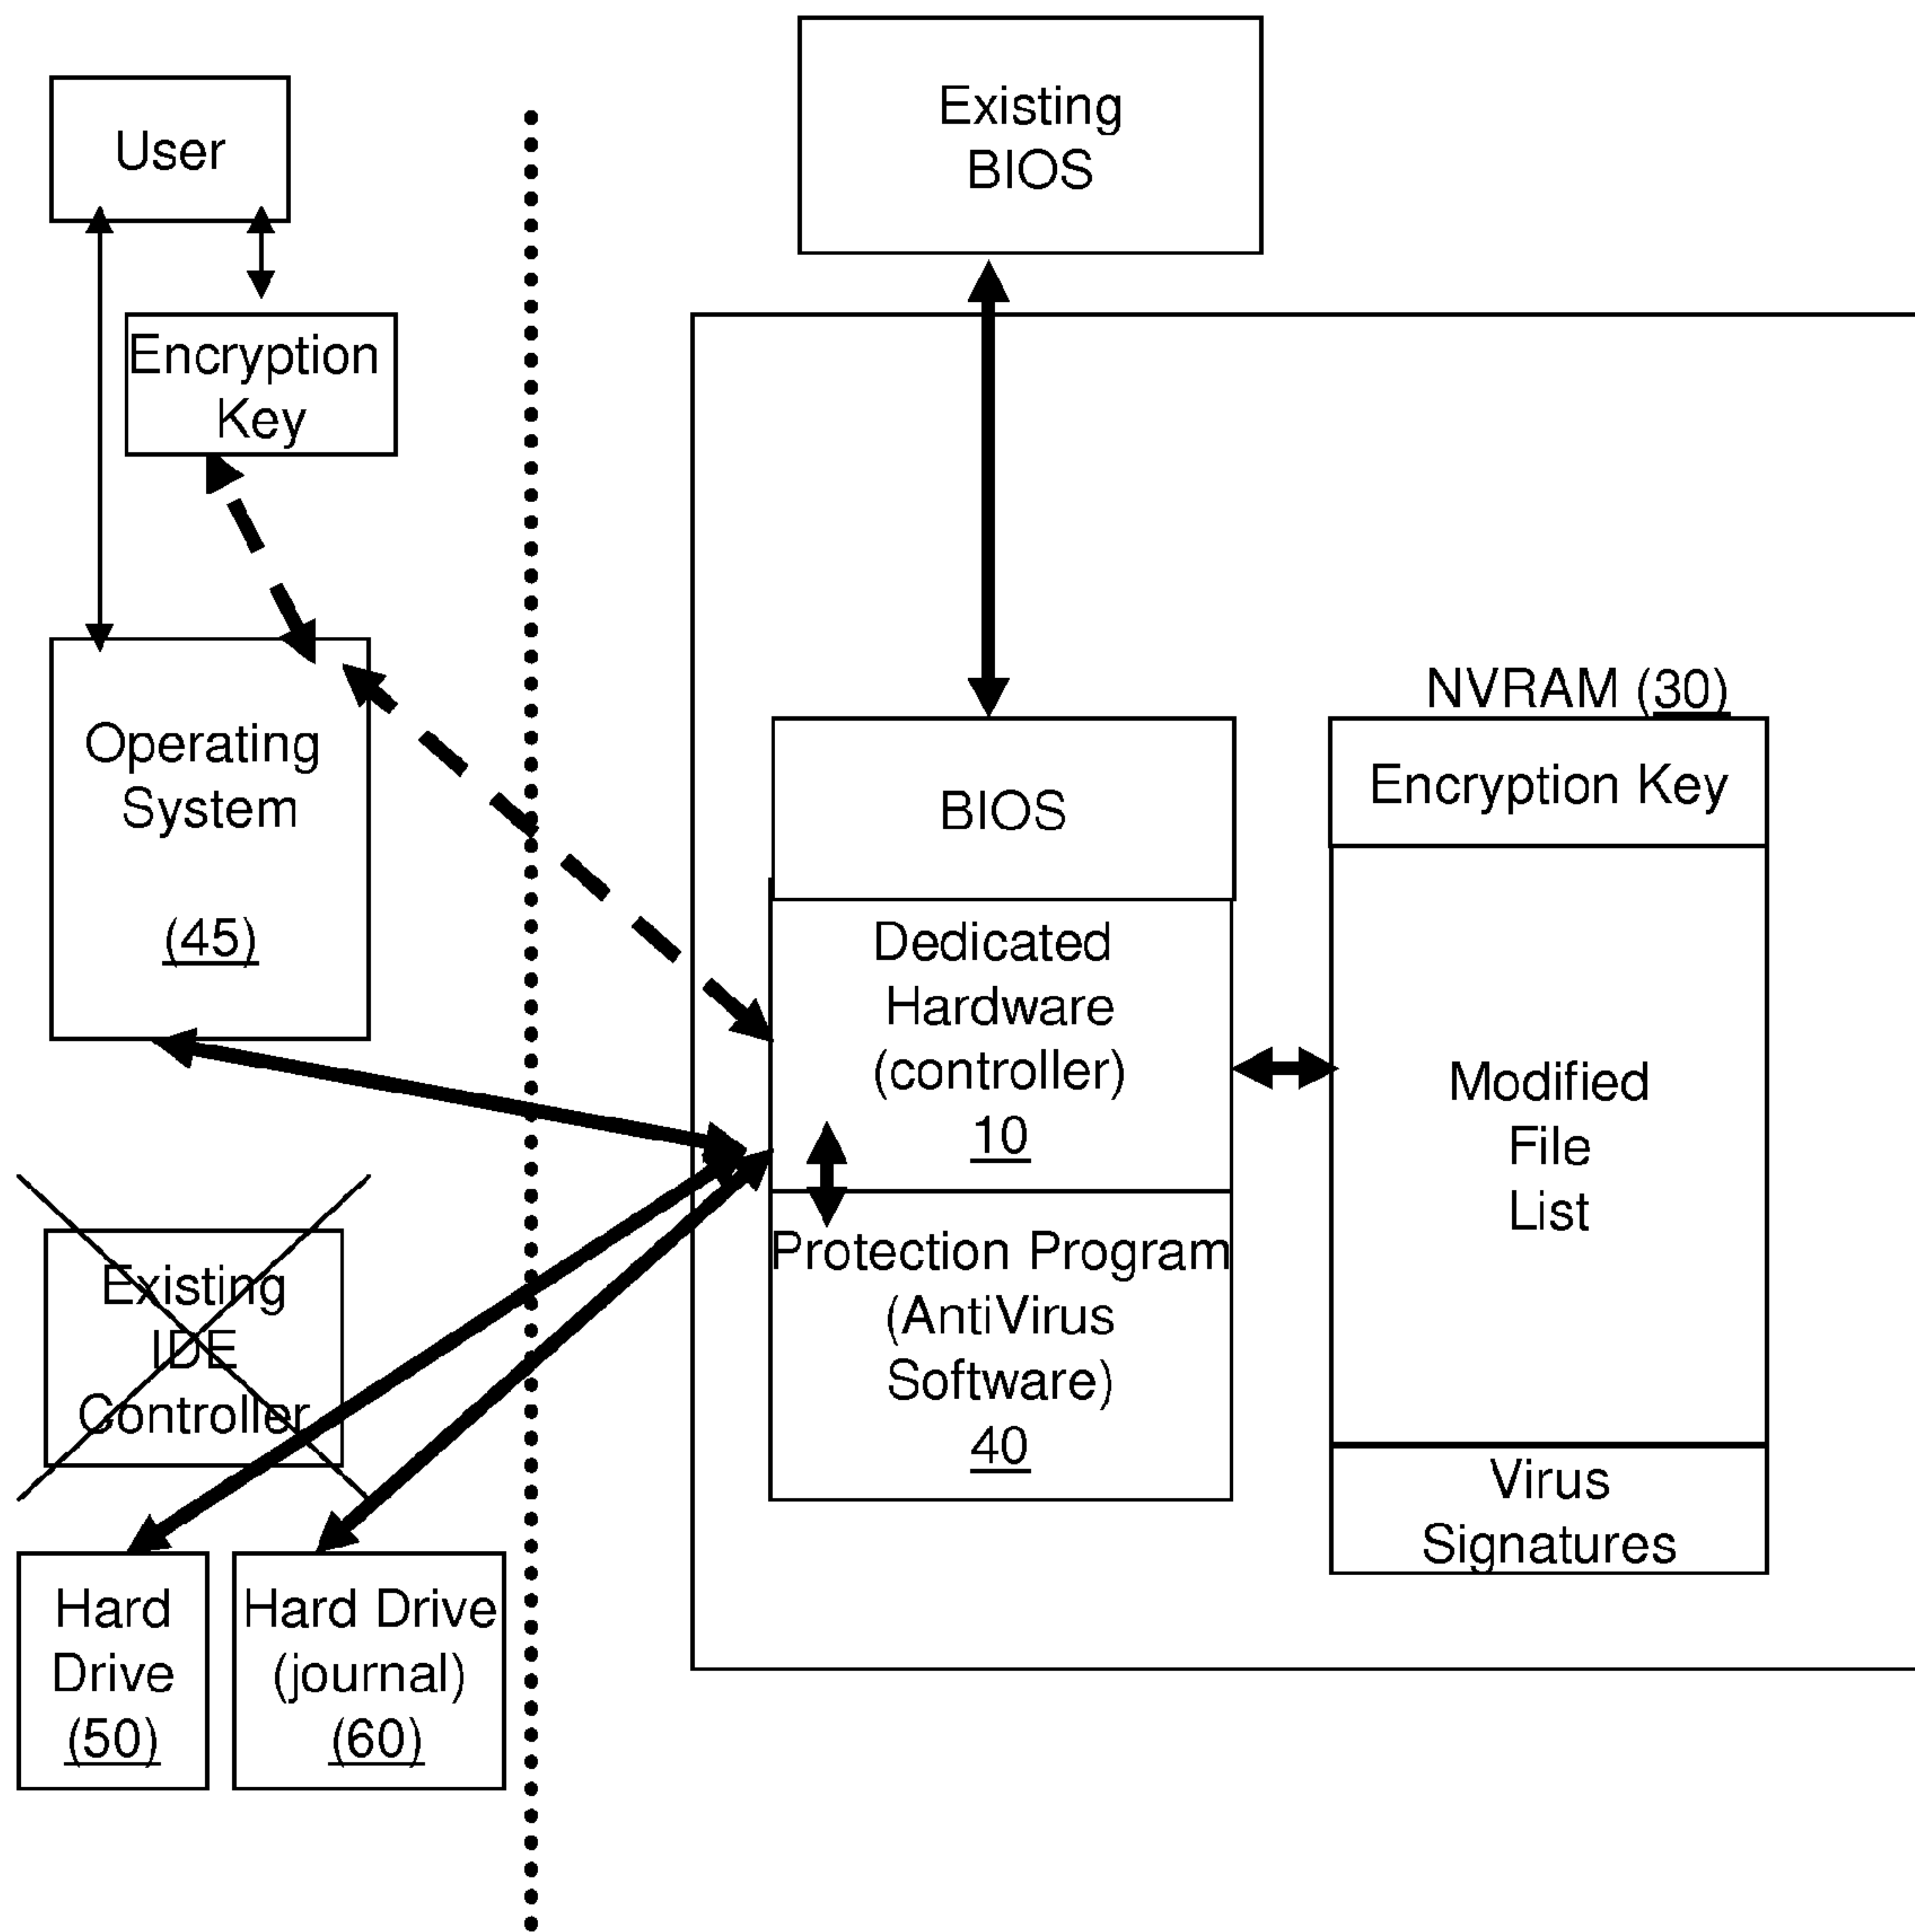 User
Encryption
Key
Operating
System
(45)
Existing
IDE
Controller
Hard
Drive
(50)
Hard Drive
(journal)
(60)
Existing
BIOS
BIOS
Dedicated
Hardware
(controller)
10
Protection Program
(AntiVirus
Software)
40
NVRAM (30)
Encryption Key
Modified
File
List
Virus
Signatures